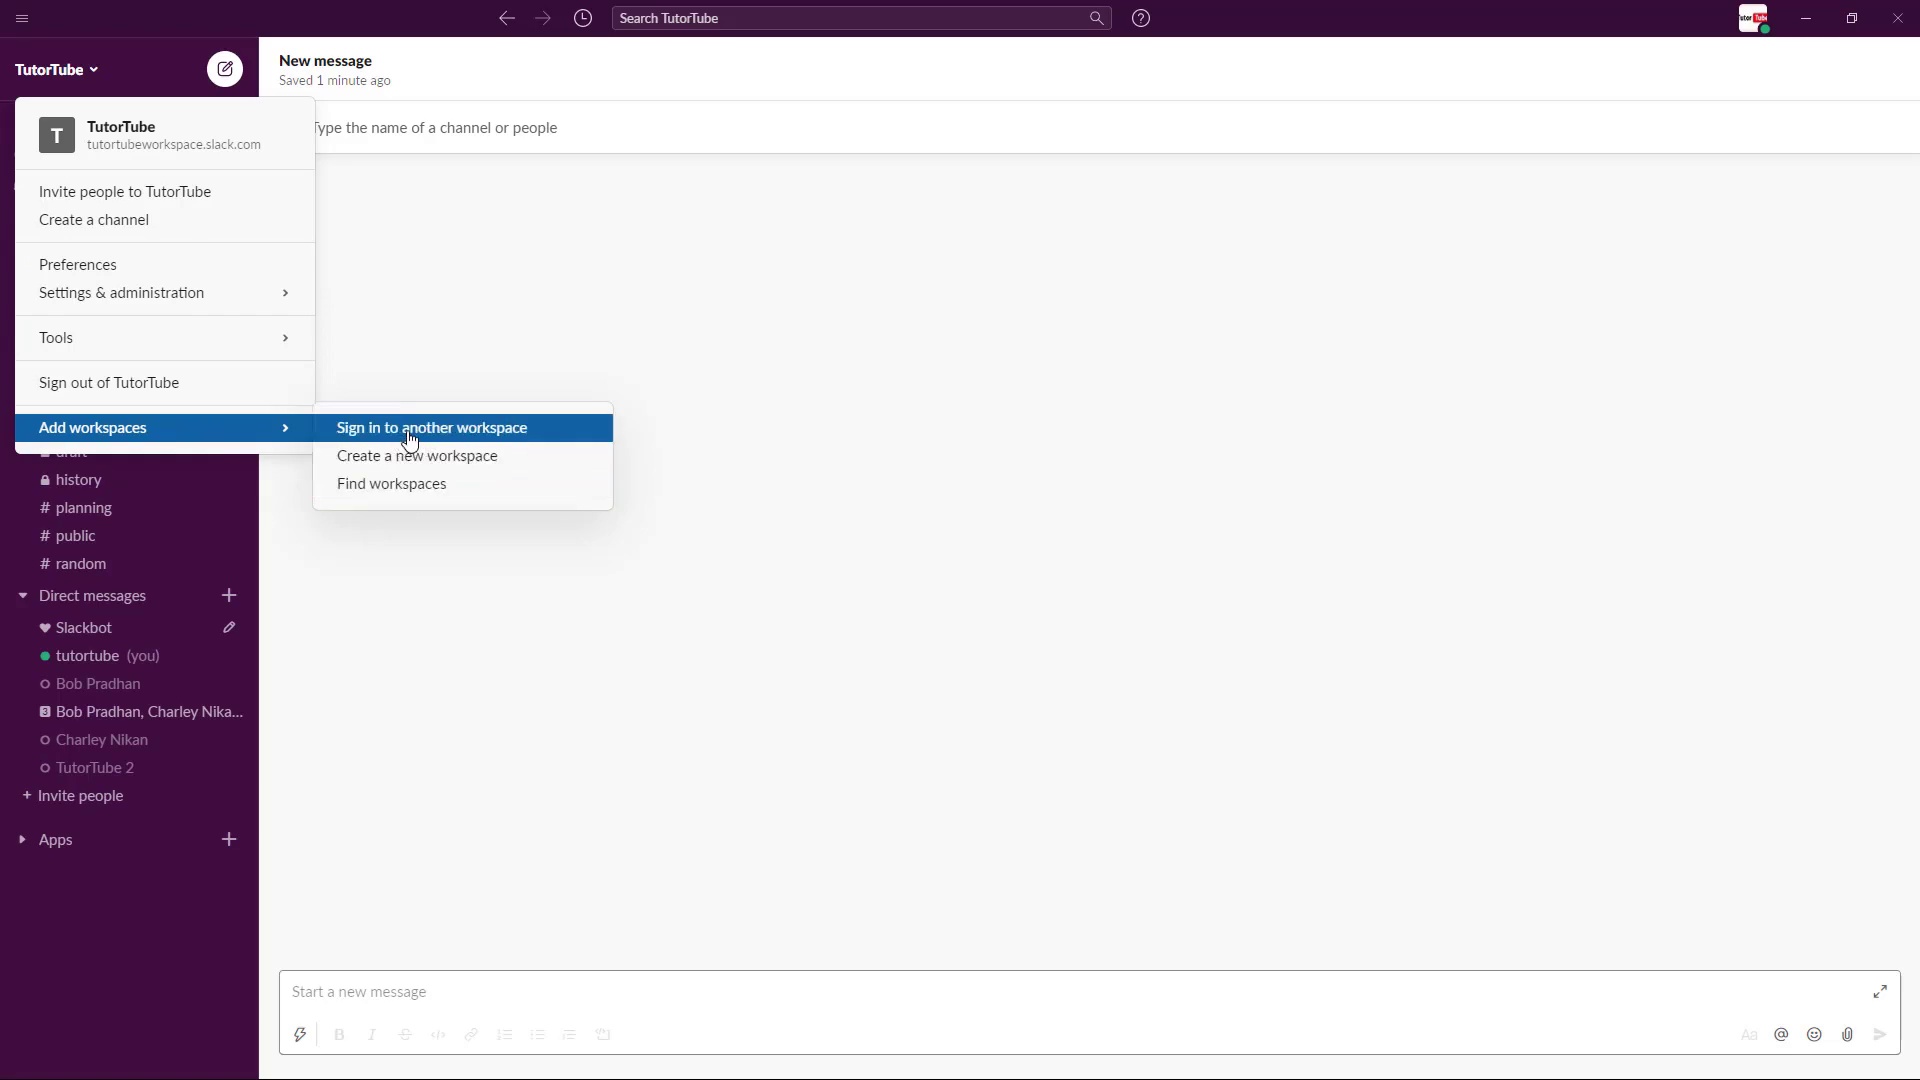 Search TutorTube
TutorTube
New message
Saved 1 minute ago
T
TutorTube
tutortubeworkspace.slack.com
Type the name of a channel or people
Invite people to TutorTube
Create a channel
Preferences
Settings & administration
Tools
Sign out of TutorTube
Add workspaces
Sign in to another workspace
Create a new workspace
Find workspaces
draft
history
# planning
# public
# random
Direct messages
Slackbot
tutortube (you)
Bob Pradhan
3 Bob Pradhan, Charley Nika...
Charley Nikan
TutorTube 2
+ Invite people
Apps
Start a new message
B I S
Aa @